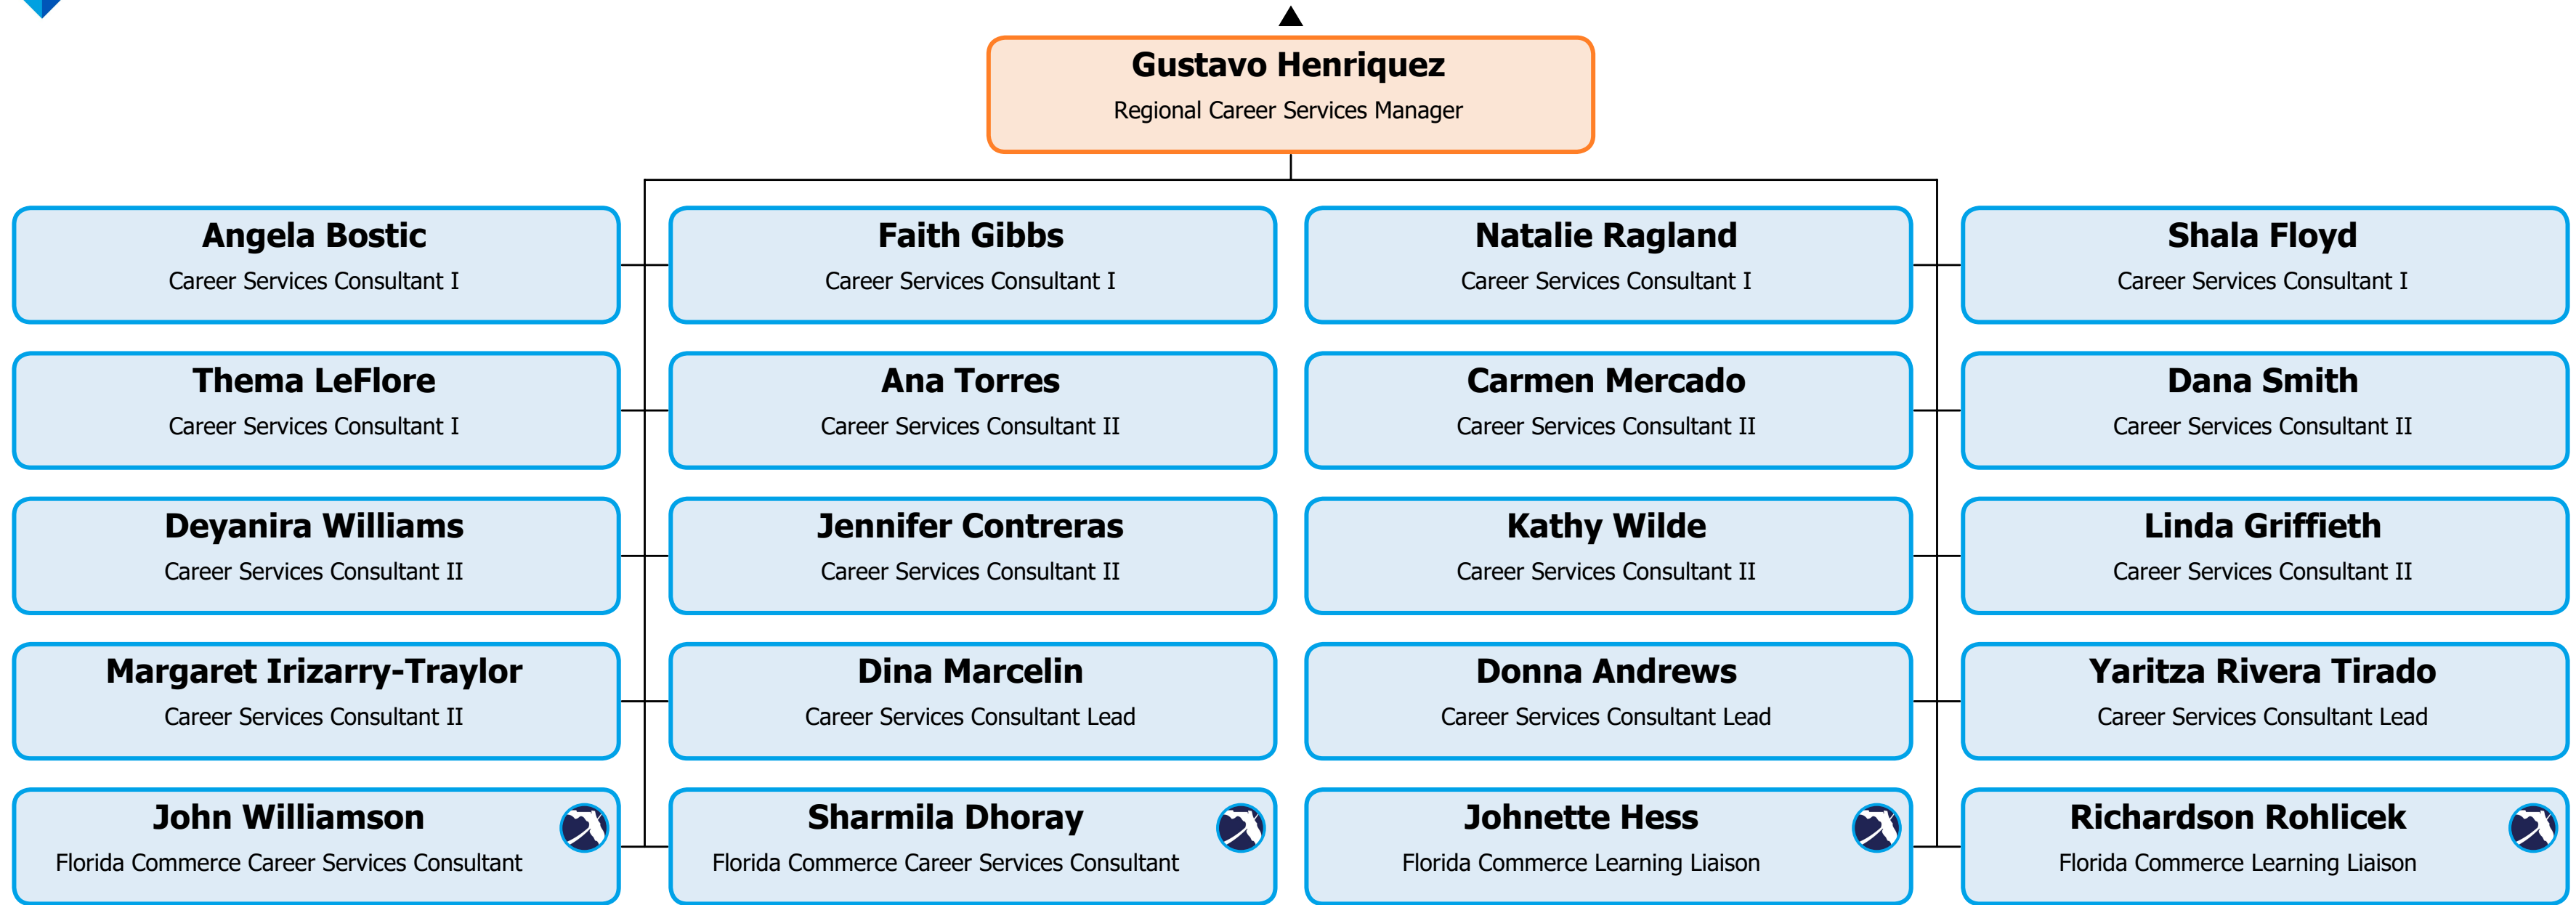 Gustavo Henriquez
Regional Career Services Manager
Angela Bostic
Career Services Consultant I
Faith Gibbs
Career Services Consultant I
Natalie Ragland
Career Services Consultant I
Shala Floyd
Career Services Consultant I
Thema LeFlore
Career Services Consultant I
Ana Torres
Career Services Consultant II
Carmen Mercado
Career Services Consultant II
Dana Smith
Career Services Consultant II
Deyanira Williams
Career Services Consultant II
Jennifer Contreras
Career Services Consultant II
Kathy Wilde
Career Services Consultant II
Linda Griffieth
Career Services Consultant II
Margaret Irizarry-Traylor
Career Services Consultant II
Dina Marcelin
Career Services Consultant Lead
Donna Andrews
Career Services Consultant Lead
Yaritza Rivera Tirado
Career Services Consultant Lead
John Williamson
Florida Commerce Career Services Consultant
Sharmila Dhoray
Florida Commerce Career Services Consultant
Johnette Hess
Florida Commerce Learning Liaison
Richardson Rohlicek
Florida Commerce Learning Liaison